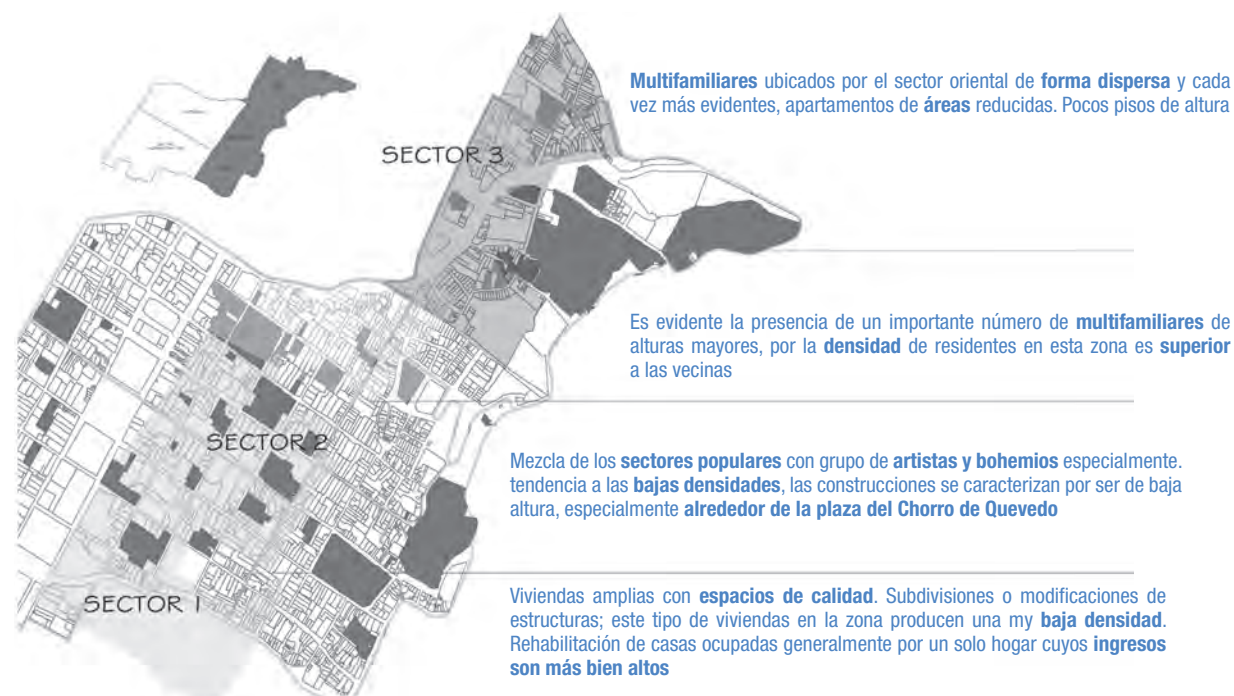 Multifamiliares ubicados por el sector oriental de forma dispersa y cada
vez más evidentes, apartamentos de áreas reducidas. Pocos pisos de altura
SECTOR 3
Es evidente la presencia de un importante número de multifamiliares de
alturas mayores, por la densidad de residentes en esta zona es superior
a las vecinas
SECTOR 2
Mezcla de los sectores populares con grupo de artistas y bohemios especialmente.
tendencia a las bajas densidades, las construcciones se caracterizan por ser de baja
altura, especialmente alrededor de la plaza del Chorro de Quevedo
SECTOR 1
Viviendas amplias con espacios de calidad. Subdivisiones o modificaciones de
estructuras; este tipo de viviendas en la zona producen una my baja densidad.
Rehabilitación de casas ocupadas generalmente por un solo hogar cuyos ingresos
son más bien altos